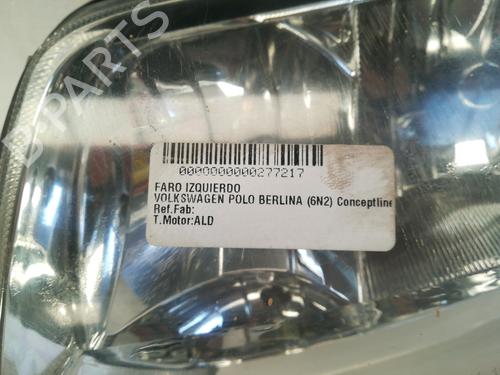 B-PARTS
0000000000277217
FARO IZQUIERDO
VOLKSWAGEN POLO BERLINA (6N2) Conceptline
Ref.Fab:
T.Motor:ALD